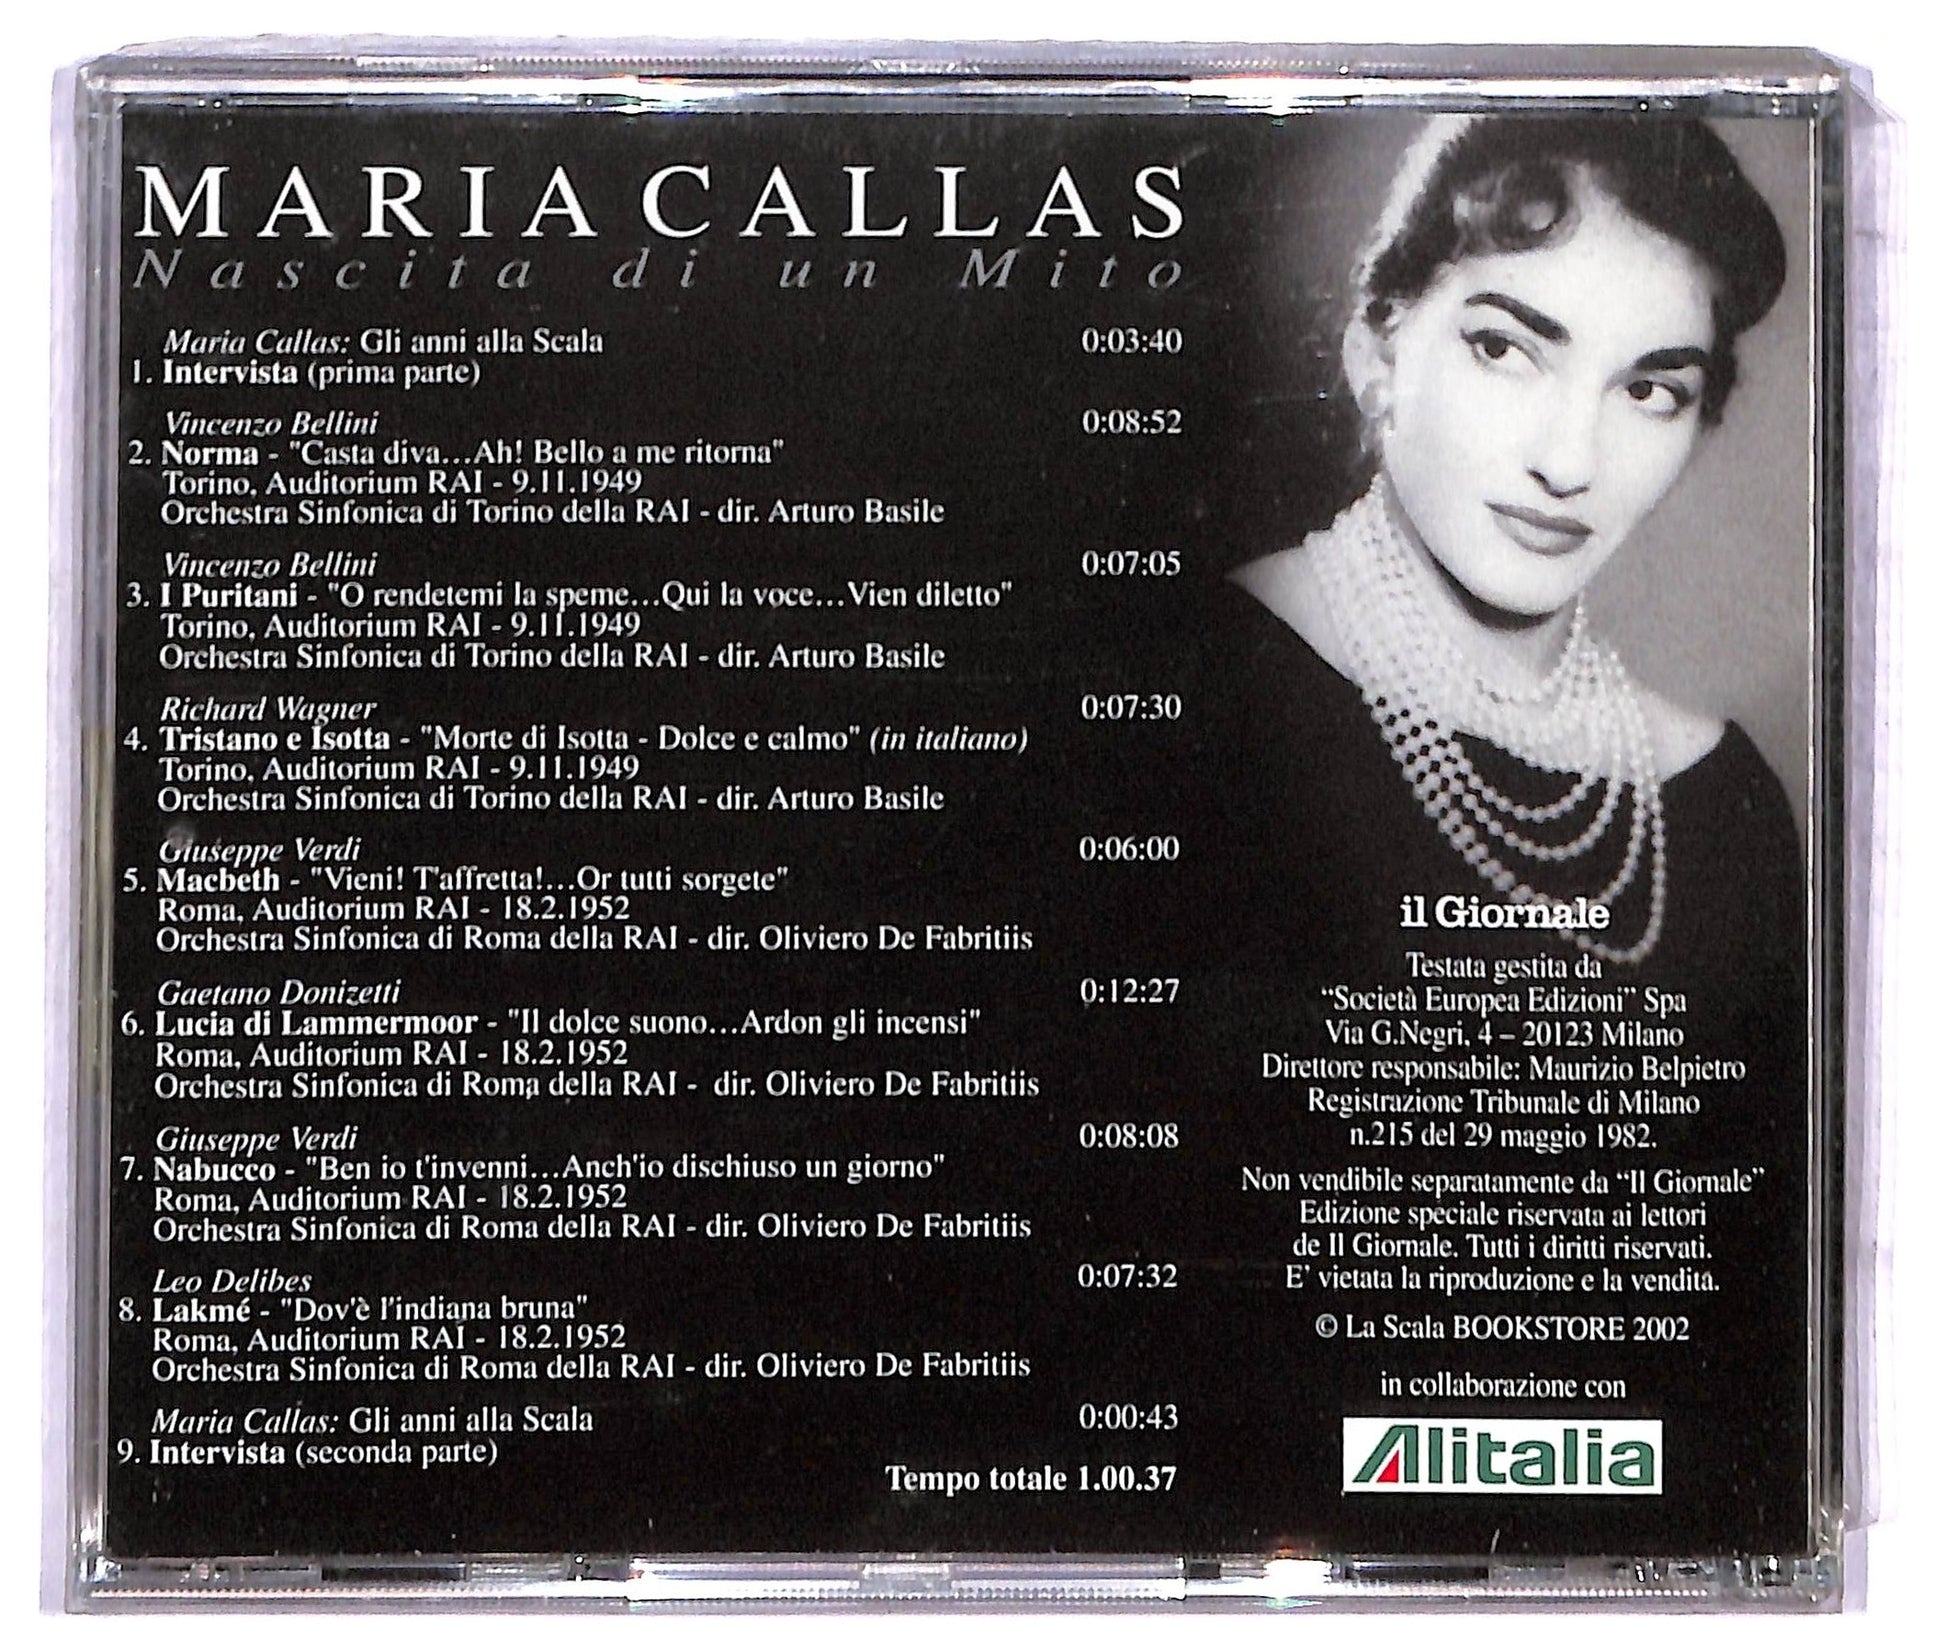 MARIA CALLAS
Nascita di un Mito
Maria Callas: Gli anni alla Scala 0:03:40
1. Intervista (prima parte)
Vincenzo Bellini 0:08:52
2. Norma - "Casta diva...Ah! Bello a me ritorna"
Torino, Auditorium RAI - 9.11.1949
Orchestra Sinfonica di Torino della RAI - dir. Arturo Basile
Vincenzo Bellini 0:07:05
3. I Puritani - "O rendetemi la speme...Qui la voce...Vien diletto"
Torino, Auditorium RAI - 9.11.1949
Orchestra Sinfonica di Torino della RAI - dir. Arturo Basile
Richard Wagner 0:07:30
4. Tristano e Isotta - "Morte di Isotta - Dolce e calmo" (in italiano)
Torino, Auditorium RAI - 9.11.1949
Orchestra Sinfonica di Torino della RAI - dir. Arturo Basile
Giuseppe Verdi 0:06:00
5. Macbeth - "Vieni! T'affretta!...Or tutti sorgete"
Roma, Auditorium RAI - 18.2.1952
Orchestra Sinfonica di Roma della RAI - dir. Oliviero De Fabritiis
Gaetano Donizetti 0:12:27
6. Lucia di Lammermoor - "Il dolce suono...Ardon gli incensi"
Roma, Auditorium RAI - 18.2.1952
Orchestra Sinfonica di Roma della RAI - dir. Oliviero De Fabritiis
Giuseppe Verdi 0:08:08
7. Nabucco - "Ben io t'invenni...Anch'io dischiuso un giorno"
Roma, Auditorium RAI - 18.2.1952
Orchestra Sinfonica di Roma della RAI - dir. Oliviero De Fabritiis
Leo Delibes 0:07:32
8. Lakmé - "Dov'è l'indiana bruna"
Roma, Auditorium RAI - 18.2.1952
Orchestra Sinfonica di Roma della RAI - dir. Oliviero De Fabritiis
Maria Callas: Gli anni alla Scala 0:00:43
9. Intervista (seconda parte)
Tempo totale 1.00.37
il Giornale
Testata gestita da
“Società Europea Edizioni” Spa
Via G.Negri, 4 – 20123 Milano
Direttore responsabile: Maurizio Belpietro
Registrazione Tribunale di Milano
n.215 del 29 maggio 1982.
Non vendibile separatamente da “Il Giornale”
Edizione speciale riservata ai lettori
de Il Giornale. Tutti i diritti riservati.
E' vietata la riproduzione e la vendita.
© La Scala BOOKSTORE 2002
in collaborazione con
Alitalia